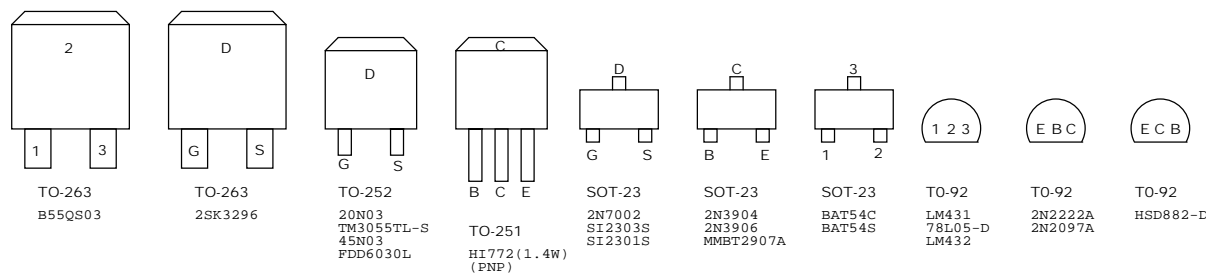 2
1 3
TO-263
B55QS03
D
G S
TO-263
2SK3296
D
G S
TO-252
20N03
TM3055TL-S
45N03
FDD6030L
C
B C E
TO-251
HI772(1.4W)
(PNP)
D
G S
SOT-23
2N7002
SI2303S
SI2301S
C
B E
SOT-23
2N3904
2N3906
MMBT2907A
3
1 2
SOT-23
BAT54C
BAT54S
1 2 3
T0-92
LM431
78L05-D
LM432
E B C
T0-92
2N2222A
2N2097A
E C B
T0-92
HSD882-D